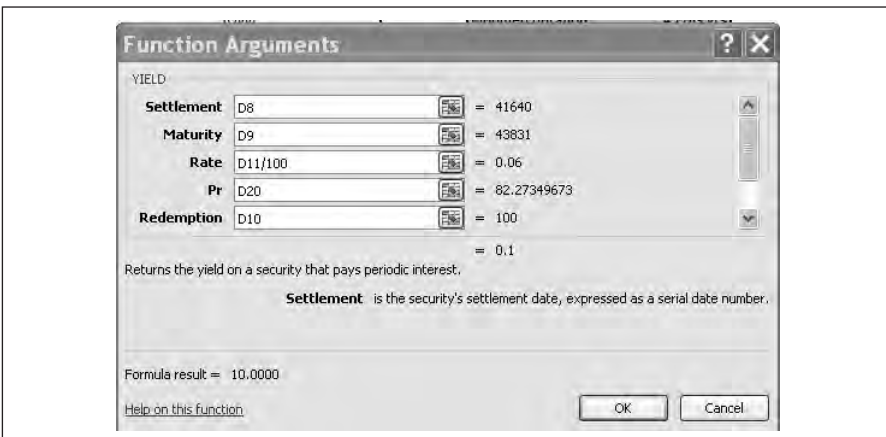 Function Arguments
YIELD
Settlement D8 = 41640
Maturity D9 = 43831
Rate D11/100 = 0.06
Pr D20 = 82.27349673
Redemption D10 = 100
= 0.1
Returns the yield on a security that pays periodic interest.
Settlement is the security's settlement date, expressed as a serial date number.
Formula result = 10.0000
Help on this function
OK Cancel